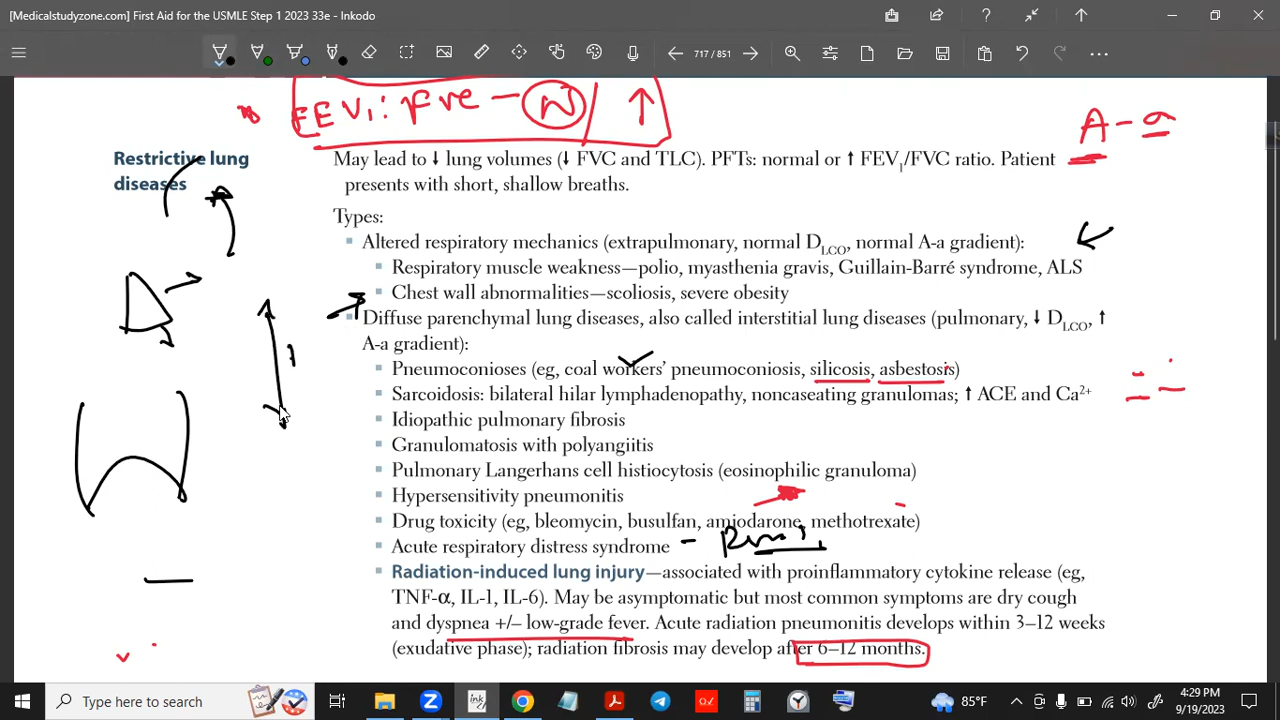 [MedicalstudyZone.com] First Aid for the USMLE Step 1 2023 33e - Inkodo
717 / 851
FEV1: FVC - N ↑
A - a
Restrictive lung diseases
May lead to ↓ lung volumes (↓ FVC and TLC). PFTs: normal or ↑ FEV1/FVC ratio. Patient
presents with short, shallow breaths.
Types:
Altered respiratory mechanics (extrapulmonary, normal DLCO, normal A-a gradient):
Respiratory muscle weakness—polio, myasthenia gravis, Guillain-Barré syndrome, ALS
Chest wall abnormalities—scoliosis, severe obesity
Diffuse parenchymal lung diseases, also called interstitial lung diseases (pulmonary, ↓ DLCO, ↑
A-a gradient):
Pneumoconioses (eg, coal workers' pneumoconiosis, silicosis, asbestosis)
Sarcoidosis: bilateral hilar lymphadenopathy, noncaseating granulomas; ↑ ACE and Ca2+
Idiopathic pulmonary fibrosis
Granulomatosis with polyangiitis
Pulmonary Langerhans cell histiocytosis (eosinophilic granuloma)
Hypersensitivity pneumonitis
Drug toxicity (eg, bleomycin, busulfan, amiodarone, methotrexate)
Acute respiratory distress syndrome -
Radiation-induced lung injury—associated with proinflammatory cytokine release (eg,
TNF-α, IL-1, IL-6). May be asymptomatic but most common symptoms are dry cough
and dyspnea +/– low-grade fever. Acute radiation pneumonitis develops within 3–12 weeks
(exudative phase); radiation fibrosis may develop after 6–12 months.
Type here to search
85°F
4:29 PM
9/19/2023